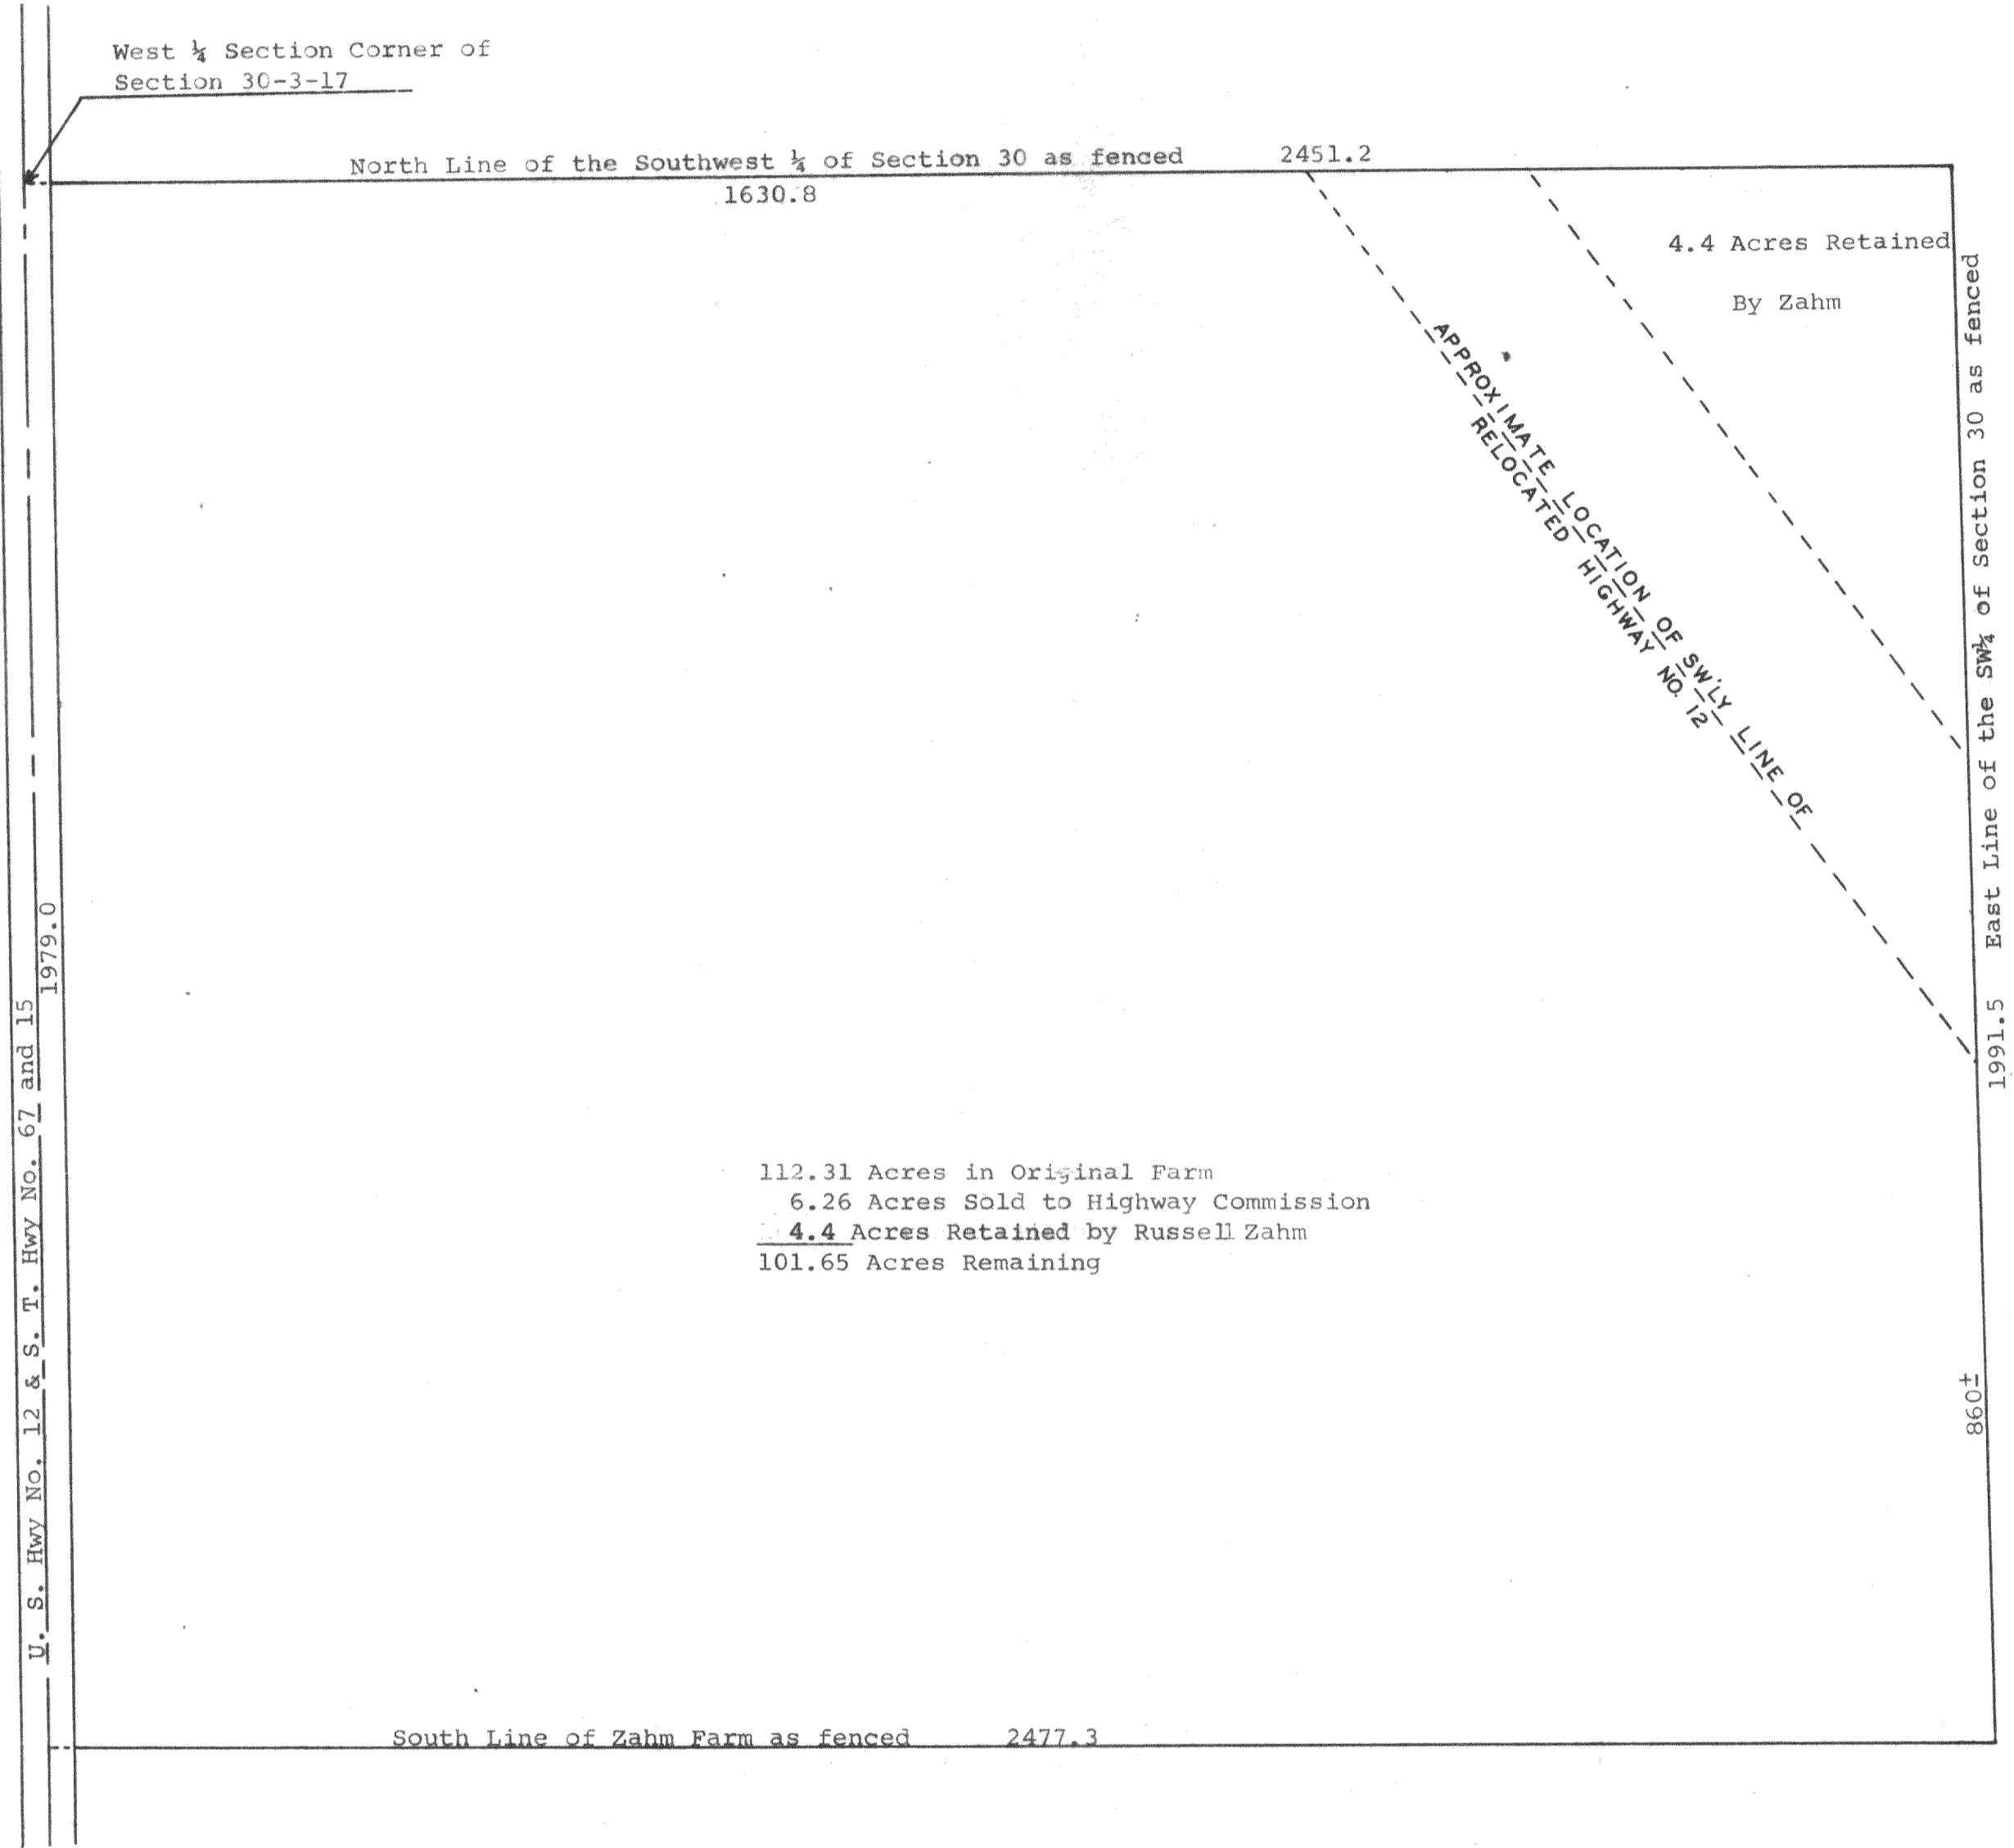 West ¼ Section Corner of
Section 30-3-17
North Line of the Southwest ¼ of Section 30 as fenced 2451.2
1630.8
4.4 Acres Retained
By Zahm
APPROXIMATE LOCATION OF SW'LY LINE OF
RELOCATED HIGHWAY NO. 12
1991.5 East Line of the SW¼ of Section 30 as fenced
860±
1979.0
U. S. Hwy No. 12 & S. T. Hwy No. 67 and 15
112.31 Acres in Original Farm
6.26 Acres Sold to Highway Commission
4.4 Acres Retained by Russell Zahm
101.65 Acres Remaining
South Line of Zahm Farm as fenced 2477.3